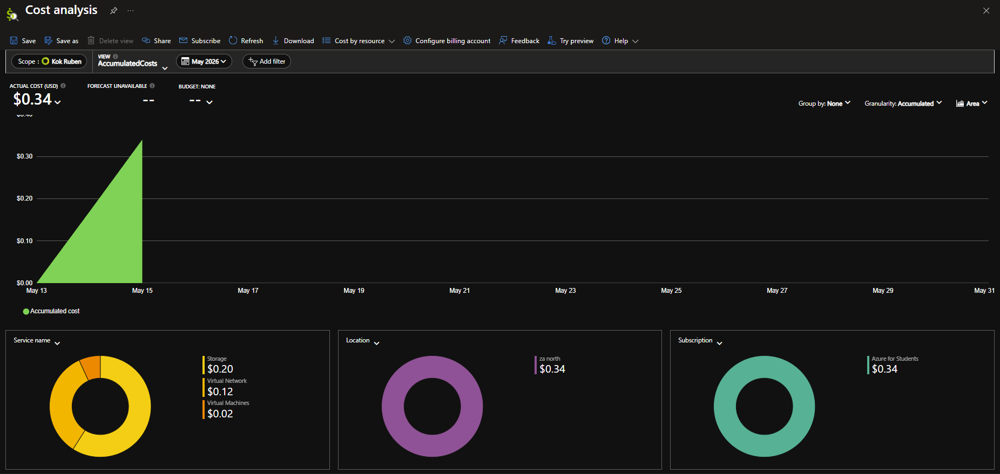 Cost analysis
Save Save as Delete view Share Subscribe Refresh Download Cost by resource Configure billing account Feedback Try preview Help
Scope : Kok Ruben
VIEW
AccumulatedCosts
May 2026
Add filter
ACTUAL COST (USD)
$0.34
FORECAST UNAVAILABLE
--
BUDGET: NONE
--
Group by: None
Granularity: Accumulated
Area
$0.40
$0.30
$0.20
$0.10
$0.00
May 13 May 15 May 17 May 19 May 21 May 23 May 25 May 27 May 29 May 31
Accumulated cost
Service name
Storage
$0.20
Virtual Network
$0.12
Virtual Machines
$0.02
Location
za north
$0.34
Subscription
Azure for Students
$0.34